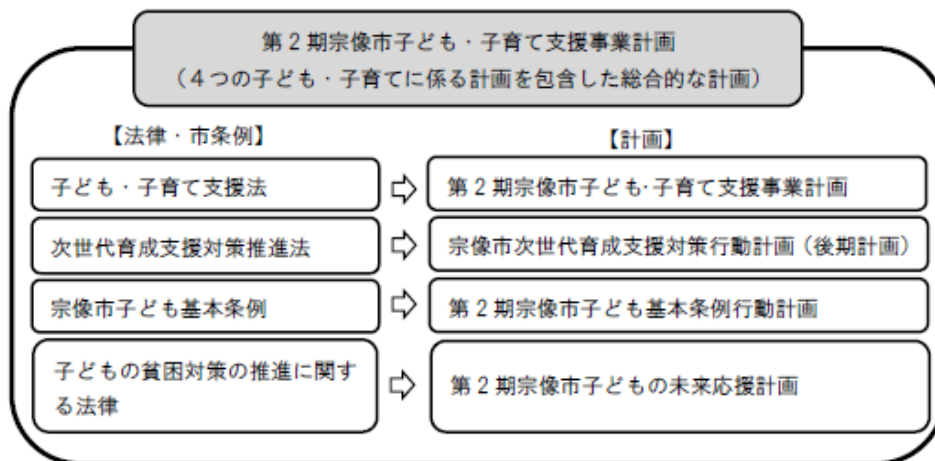 第2期宗像市子ども・子育て支援事業計画
(4つの子ども・子育てに係る計画を包含した総合的な計画)
【法律・市条例】
【計画】
子ども・子育て支援法
第2期宗像市子ども・子育て支援事業計画
次世代育成支援対策推進法
宗像市次世代育成支援対策行動計画(後期計画)
宗像市子ども基本条例
第2期宗像市子ども基本条例行動計画
子どもの貧困対策の推進に関す
る法律
第2期宗像市子どもの未来応援計画